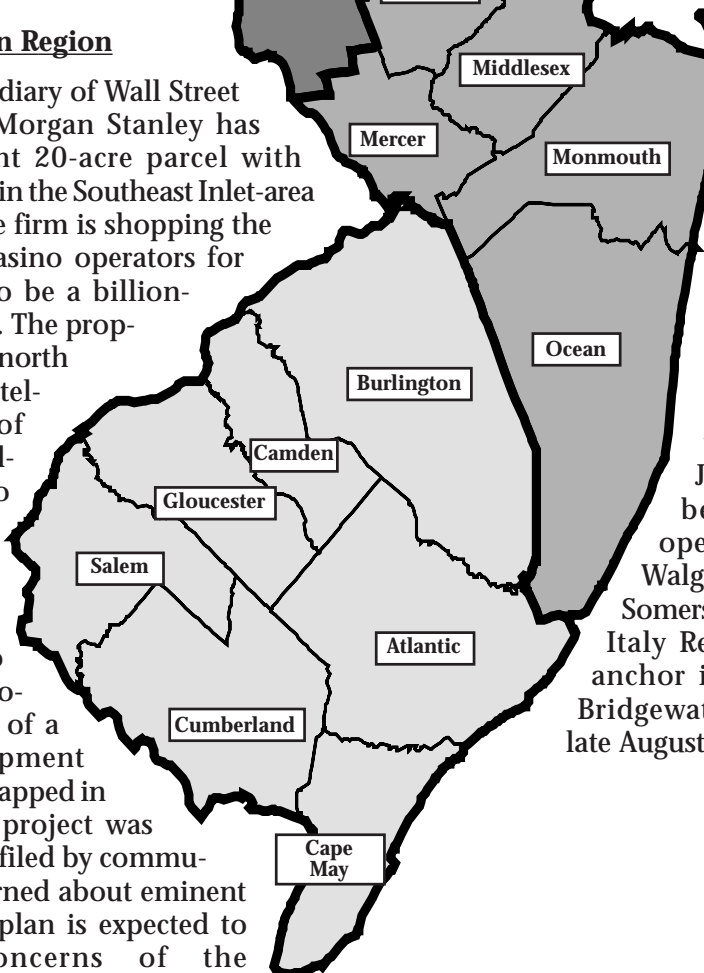 n Region
diary of Wall Street
Morgan Stanley has
nt 20-acre parcel with
in the Southeast Inlet-area
e firm is shopping the
asino operators for
o be a billion-
. The prop-
north
tel-
of
l-
o
o
o-
of a
pment
apped in
project was
filed by commu-
rned about eminent
plan is expected to
oncerns of the
Middlesex
Mercer
Monmouth
Ocean
Burlington
Camden
Gloucester
Salem
Atlantic
Cumberland
Cape
May
J
be
ope
Walg
Somers
Italy Re
anchor i
Bridgewat
late August